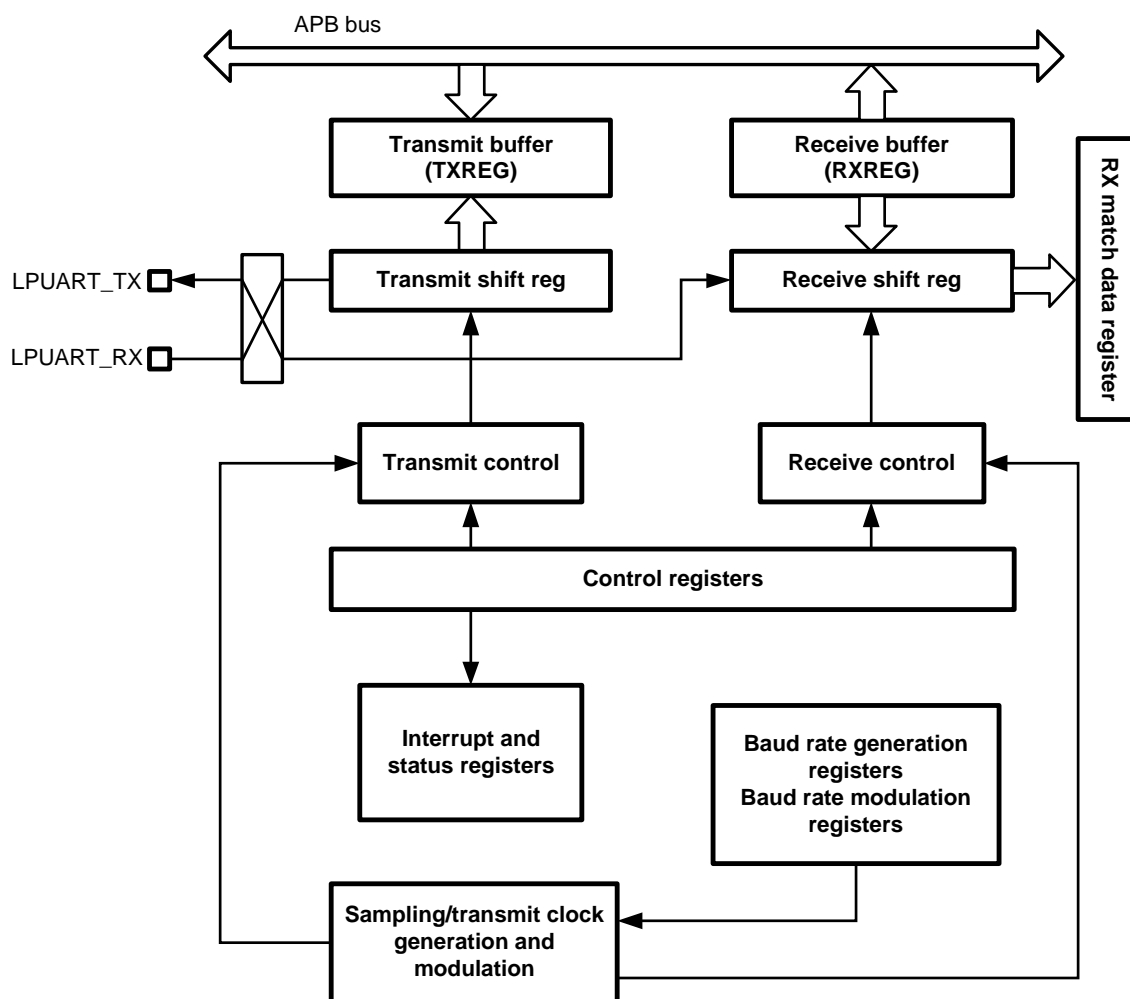 APB bus
Transmit buffer
(TXREG)
Receive buffer
(RXREG)
RX match data register
LPUART_TX
Transmit shift reg
Receive shift reg
LPUART_RX
Transmit control
Receive control
Control registers
Interrupt and
status registers
Baud rate generation
registers
Baud rate modulation
registers
Sampling/transmit clock
generation and
modulation